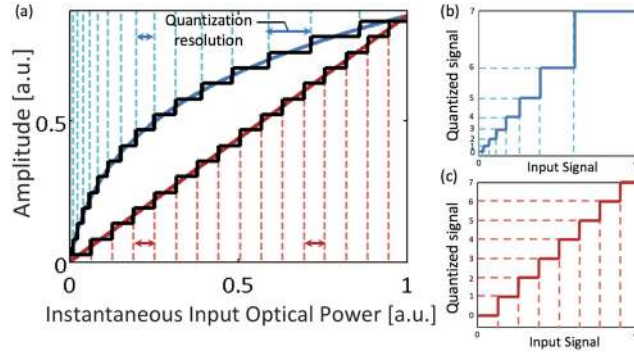 (a)
Quantization
resolution
Amplitude [a.u.]
0.5
0
0
0.5
1
Instantaneous Input Optical Power [a.u.]
(b)
Quantized signal
7
6
5
4
3
2
1
0
Input Signal
(c)
Quantized signal
7
6
5
4
3
2
1
0
Input Signal